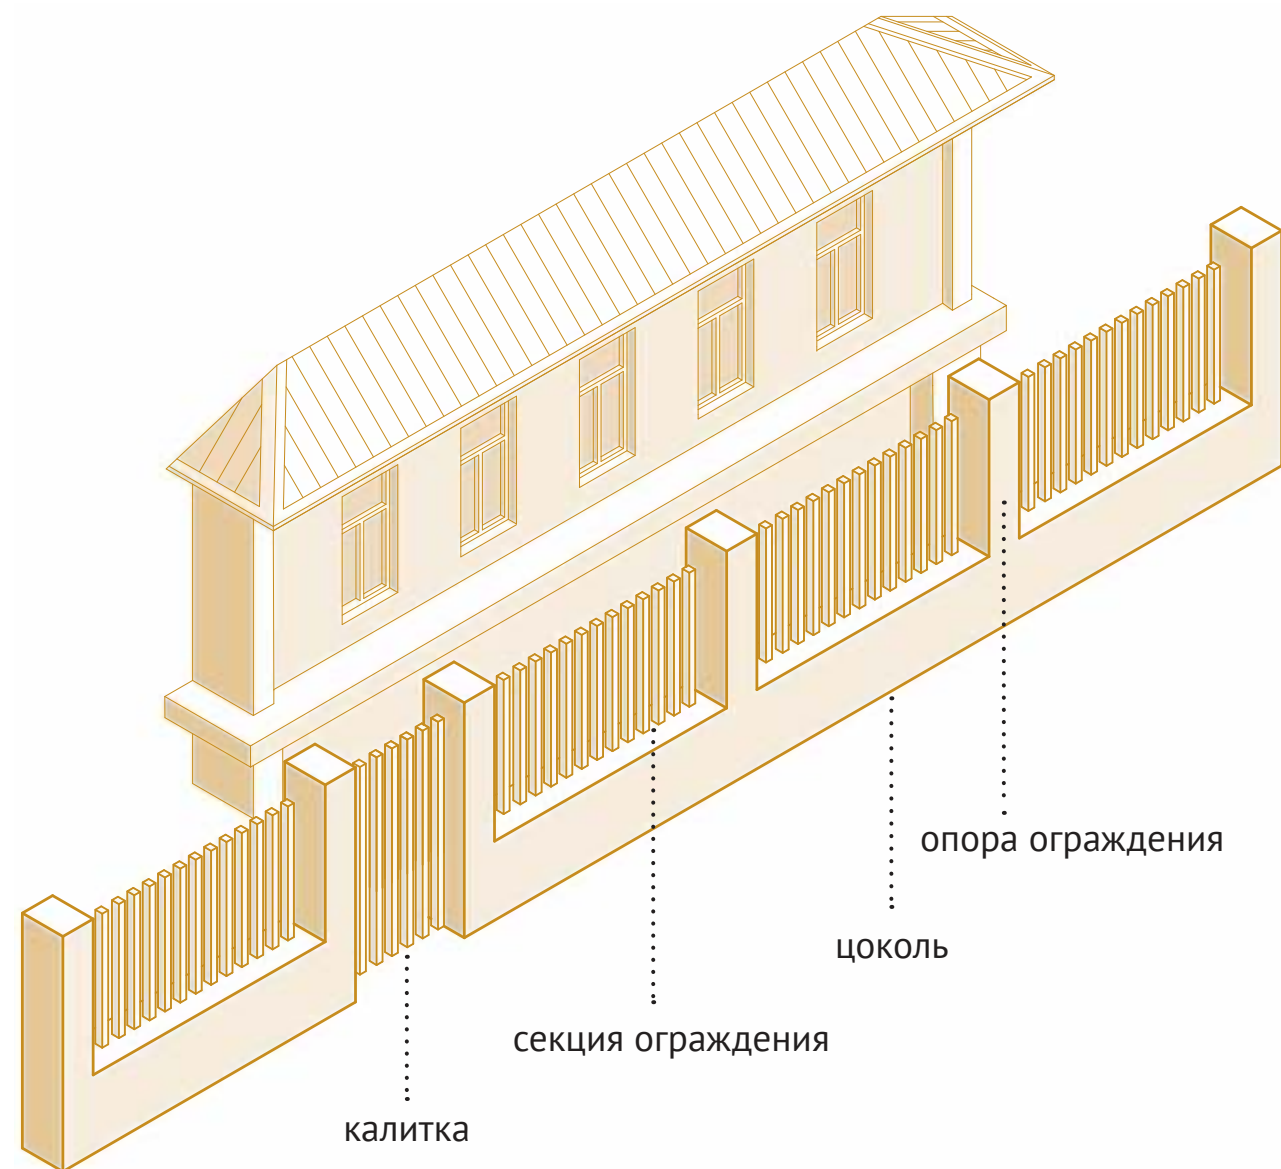 опора ограждения
цоколь
секция ограждения
калитка